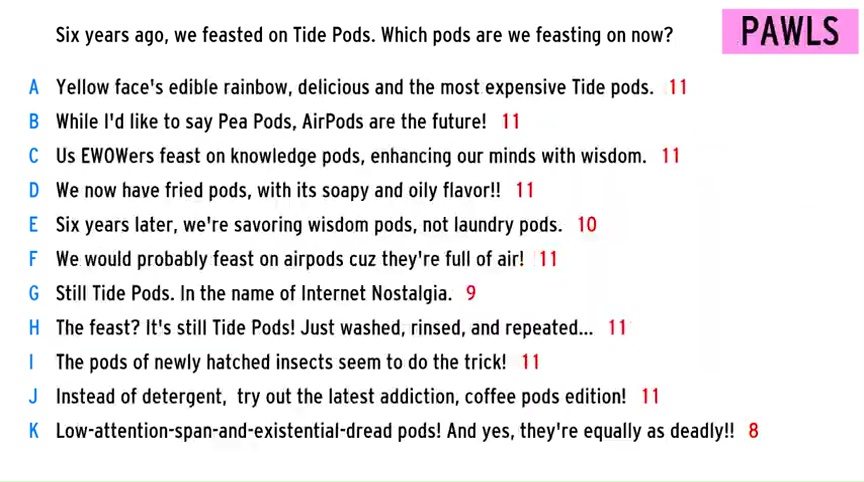 Six years ago, we feasted on Tide Pods. Which pods are we feasting on now?
PAWLS
A Yellow face's edible rainbow, delicious and the most expensive Tide pods. 11
B While I'd like to say Pea Pods, AirPods are the future! 11
C Us EWOWers feast on knowledge pods, enhancing our minds with wisdom. 11
D We now have fried pods, with its soapy and oily flavor!! 11
E Six years later, we're savoring wisdom pods, not laundry pods. 10
F We would probably feast on airpods cuz they're full of air! 11
G Still Tide Pods. In the name of Internet Nostalgia. 9
H The feast? It's still Tide Pods! Just washed, rinsed, and repeated... 11
I The pods of newly hatched insects seem to do the trick! 11
J Instead of detergent,  try out the latest addiction, coffee pods edition! 11
K Low-attention-span-and-existential-dread pods! And yes, they're equally as deadly!! 8